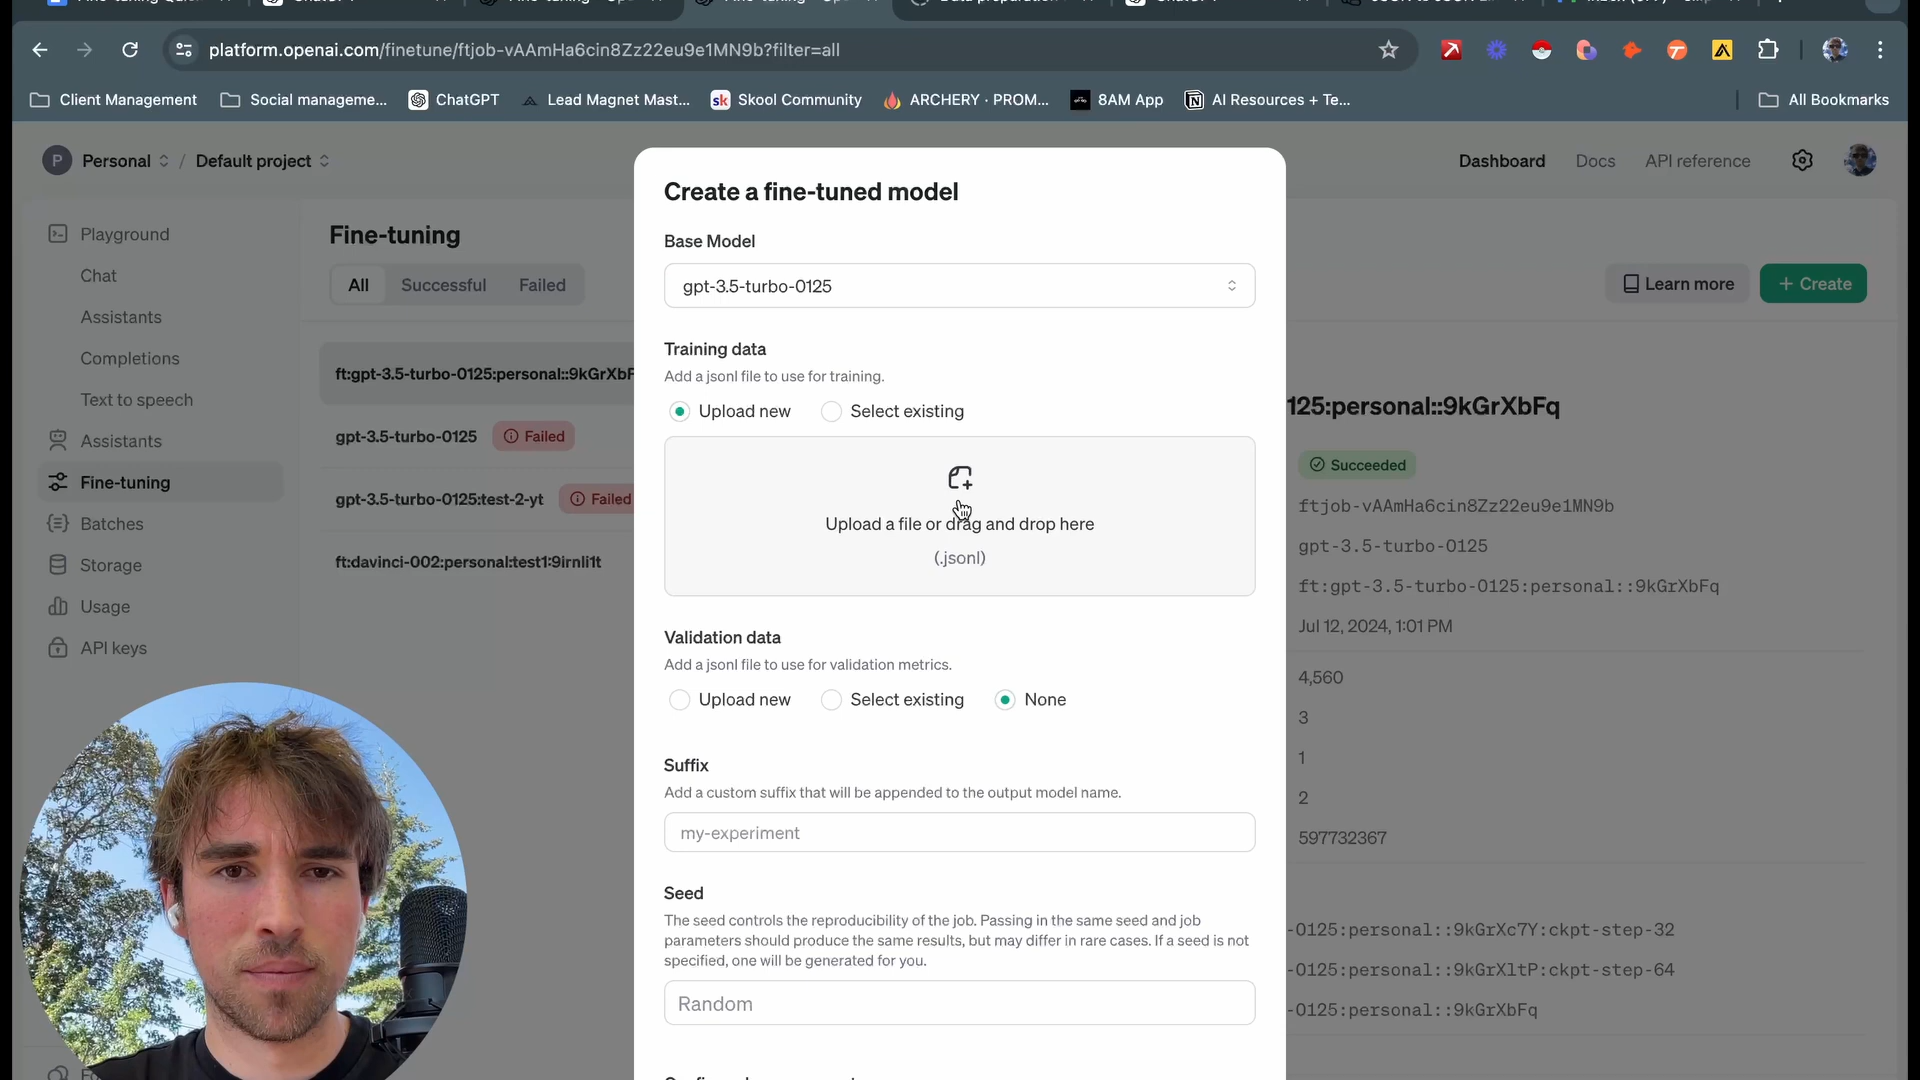 platform.openai.com/finetune/ftjob-vAAmHa6cin8Zz22eu9e1MN9b?filter=all
Client Management
Social manageme...
ChatGPT
Lead Magnet Mast...
sk Skool Community
ARCHERY · PROM...
8AM App
AI Resources + Te...
All Bookmarks
P Personal / Default project
Dashboard
Docs
API reference
Playground
Chat
Assistants
Completions
Text to speech
Assistants
Fine-tuning
Batches
Storage
Usage
API keys
Fine-tuning
All
Successful
Failed
Learn more
+ Create
ft:gpt-3.5-turbo-0125:personal::9kGrXbF
gpt-3.5-turbo-0125 Failed
gpt-3.5-turbo-0125:test-2-yt Failed
ft:davinci-002:personal:test1:9irnli1t
Create a fine-tuned model
Base Model
gpt-3.5-turbo-0125
Training data
Add a jsonl file to use for training.
Upload new
Select existing
Upload a file or drag and drop here
(.jsonl)
Validation data
Add a jsonl file to use for validation metrics.
Upload new
Select existing
None
Suffix
Add a custom suffix that will be appended to the output model name.
my-experiment
Seed
The seed controls the reproducibility of the job. Passing in the same seed and job
parameters should produce the same results, but may differ in rare cases. If a seed is not
specified, one will be generated for you.
Random
125:personal::9kGrXbFq
Succeeded
ftjob-vAAmHa6cin8Zz22eu9e1MN9b
gpt-3.5-turbo-0125
ft:gpt-3.5-turbo-0125:personal::9kGrXbFq
Jul 12, 2024, 1:01 PM
4,560
3
1
2
597732367
-0125:personal::9kGrXc7Y:ckpt-step-32
-0125:personal::9kGrXltP:ckpt-step-64
-0125:personal::9kGrXbFq